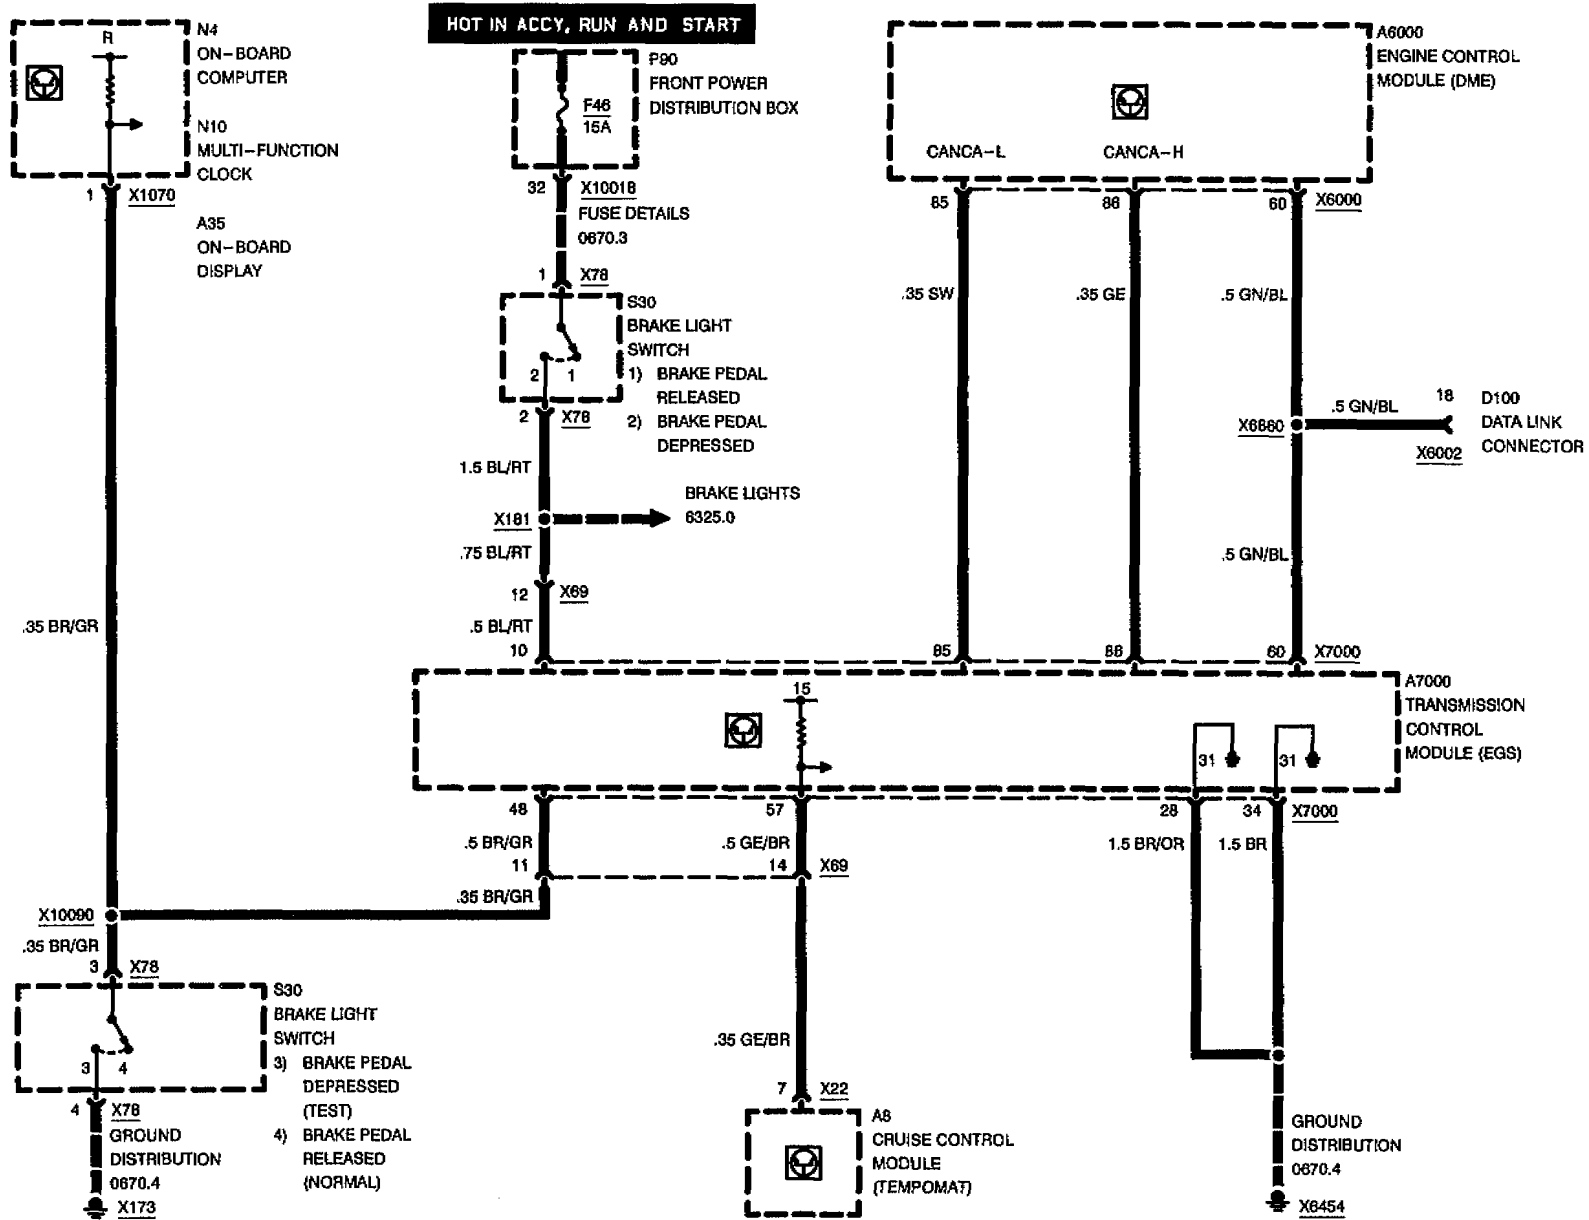 HOT IN ACCY, RUN AND START
R
N4
ON-BOARD
COMPUTER
N10
MULTI-FUNCTION
CLOCK
1
X1070
A35
ON-BOARD
DISPLAY
P90
FRONT POWER
DISTRIBUTION BOX
F46
15A
32
X10018
FUSE DETAILS
0670.3
1
X78
S30
BRAKE LIGHT
SWITCH
1) BRAKE PEDAL
RELEASED
2) BRAKE PEDAL
DEPRESSED
2
1
2
X78
1.5 BL/RT
X181
BRAKE LIGHTS
6325.0
.75 BL/RT
12
X69
.5 BL/RT
10
A6000
ENGINE CONTROL
MODULE (DME)
CANCA-L
CANCA-H
85
86
60
X6000
.35 SW
.35 GE
.5 GN/BL
X6860
.5 GN/BL
18
D100
DATA LINK
CONNECTOR
X6002
.5 GN/BL
85
86
60
X7000
A7000
TRANSMISSION
CONTROL
MODULE (EGS)
15
31
31
48
57
28
34
X7000
.5 BR/GR
.5 GE/BR
1.5 BR/OR
1.5 BR
11
14
X69
.35 BR/GR
.35 BR/GR
X10090
.35 BR/GR
3
X78
S30
BRAKE LIGHT
SWITCH
3) BRAKE PEDAL
DEPRESSED
(TEST)
4) BRAKE PEDAL
RELEASED
(NORMAL)
3
4
4
X78
GROUND
DISTRIBUTION
0670.4
X173
.35 GE/BR
7
X22
A8
CRUISE CONTROL
MODULE
(TEMPOMAT)
GROUND
DISTRIBUTION
0670.4
X6454